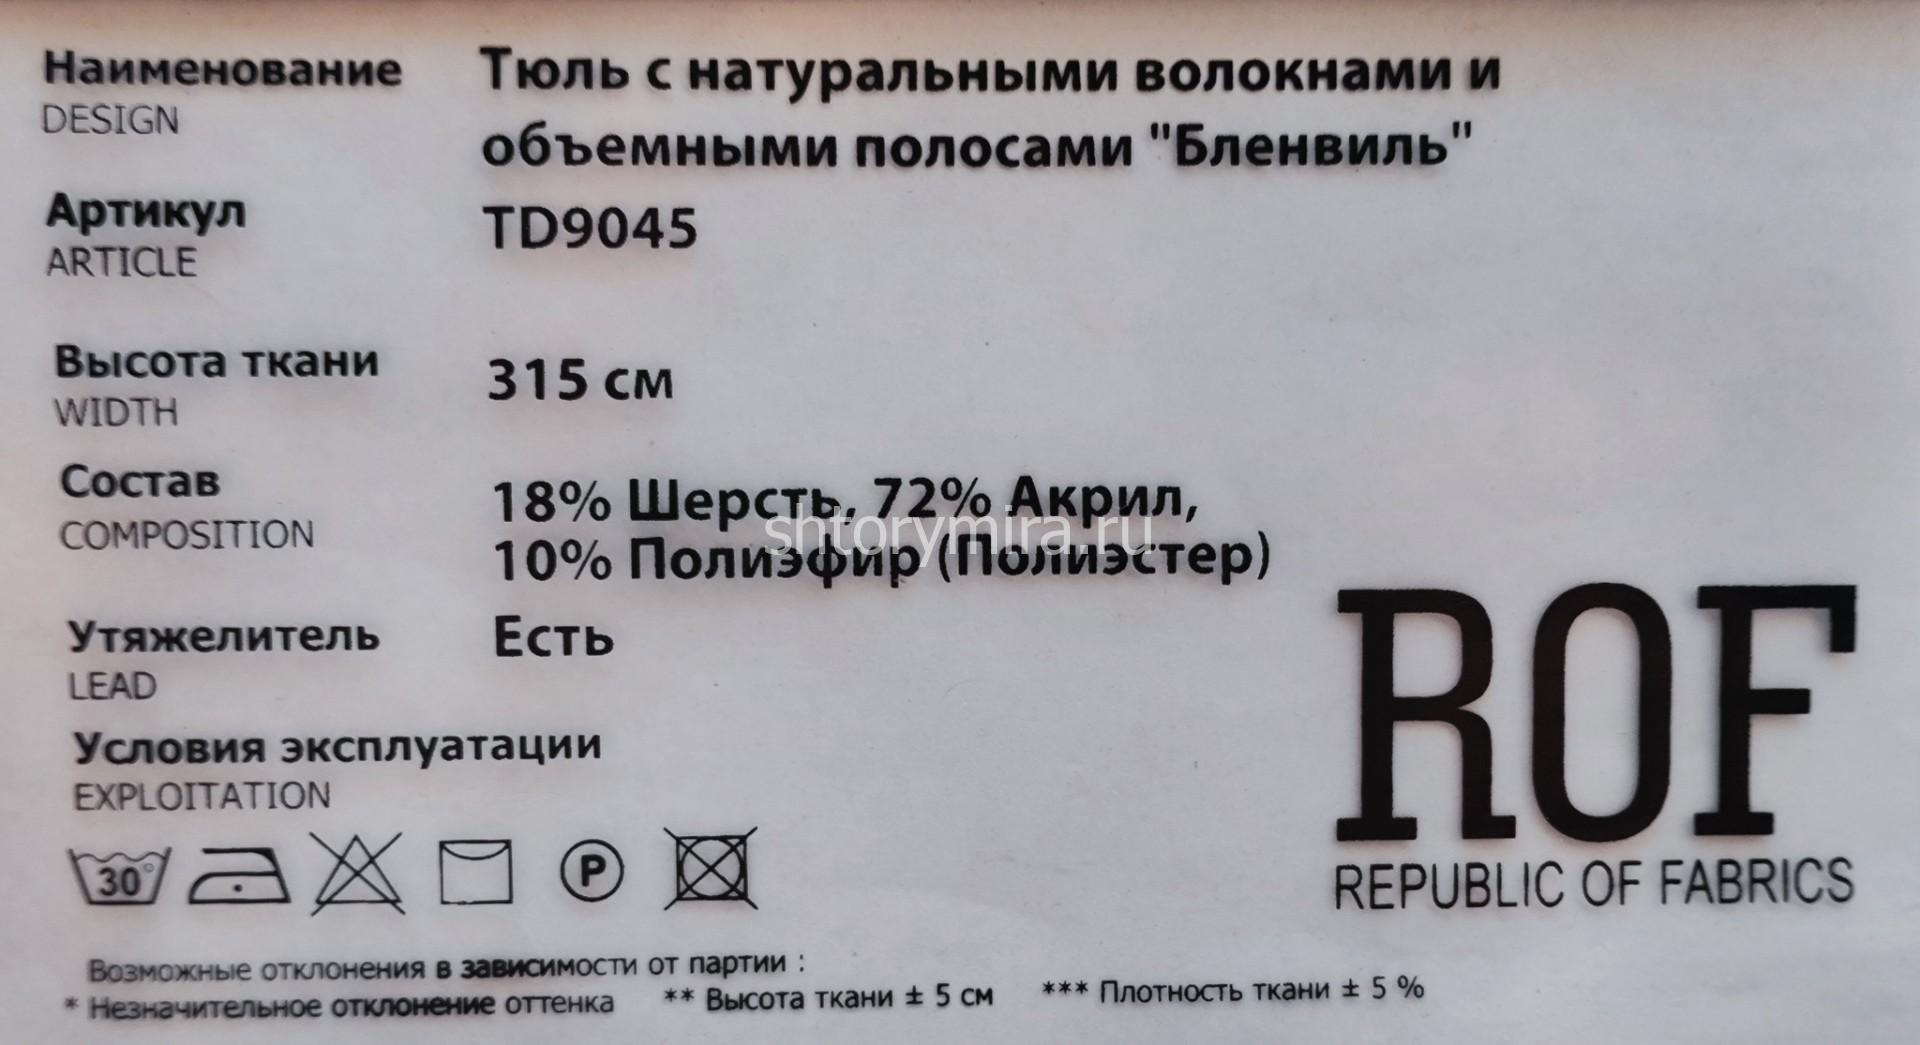 Наименование
DESIGN
Тюль с натуральными волокнами и
объемными полосами "Бленвиль"
Артикул
ARTICLE
TD9045
Высота ткани
WIDTH
315 см
Состав
COMPOSITION
18% Шерсть, 72% Акрил,
10% Полиэфир (Полиэстер)
shtorymira.ru
Утяжелитель
LEAD
Есть
Условия эксплуатации
EXPLOITATION
30°
P
ROF
REPUBLIC OF FABRICS
Возможные отклонения в зависимости от партии :
* Незначительное отклонение оттенка ** Высота ткани ± 5 см *** Плотность ткани ± 5 %